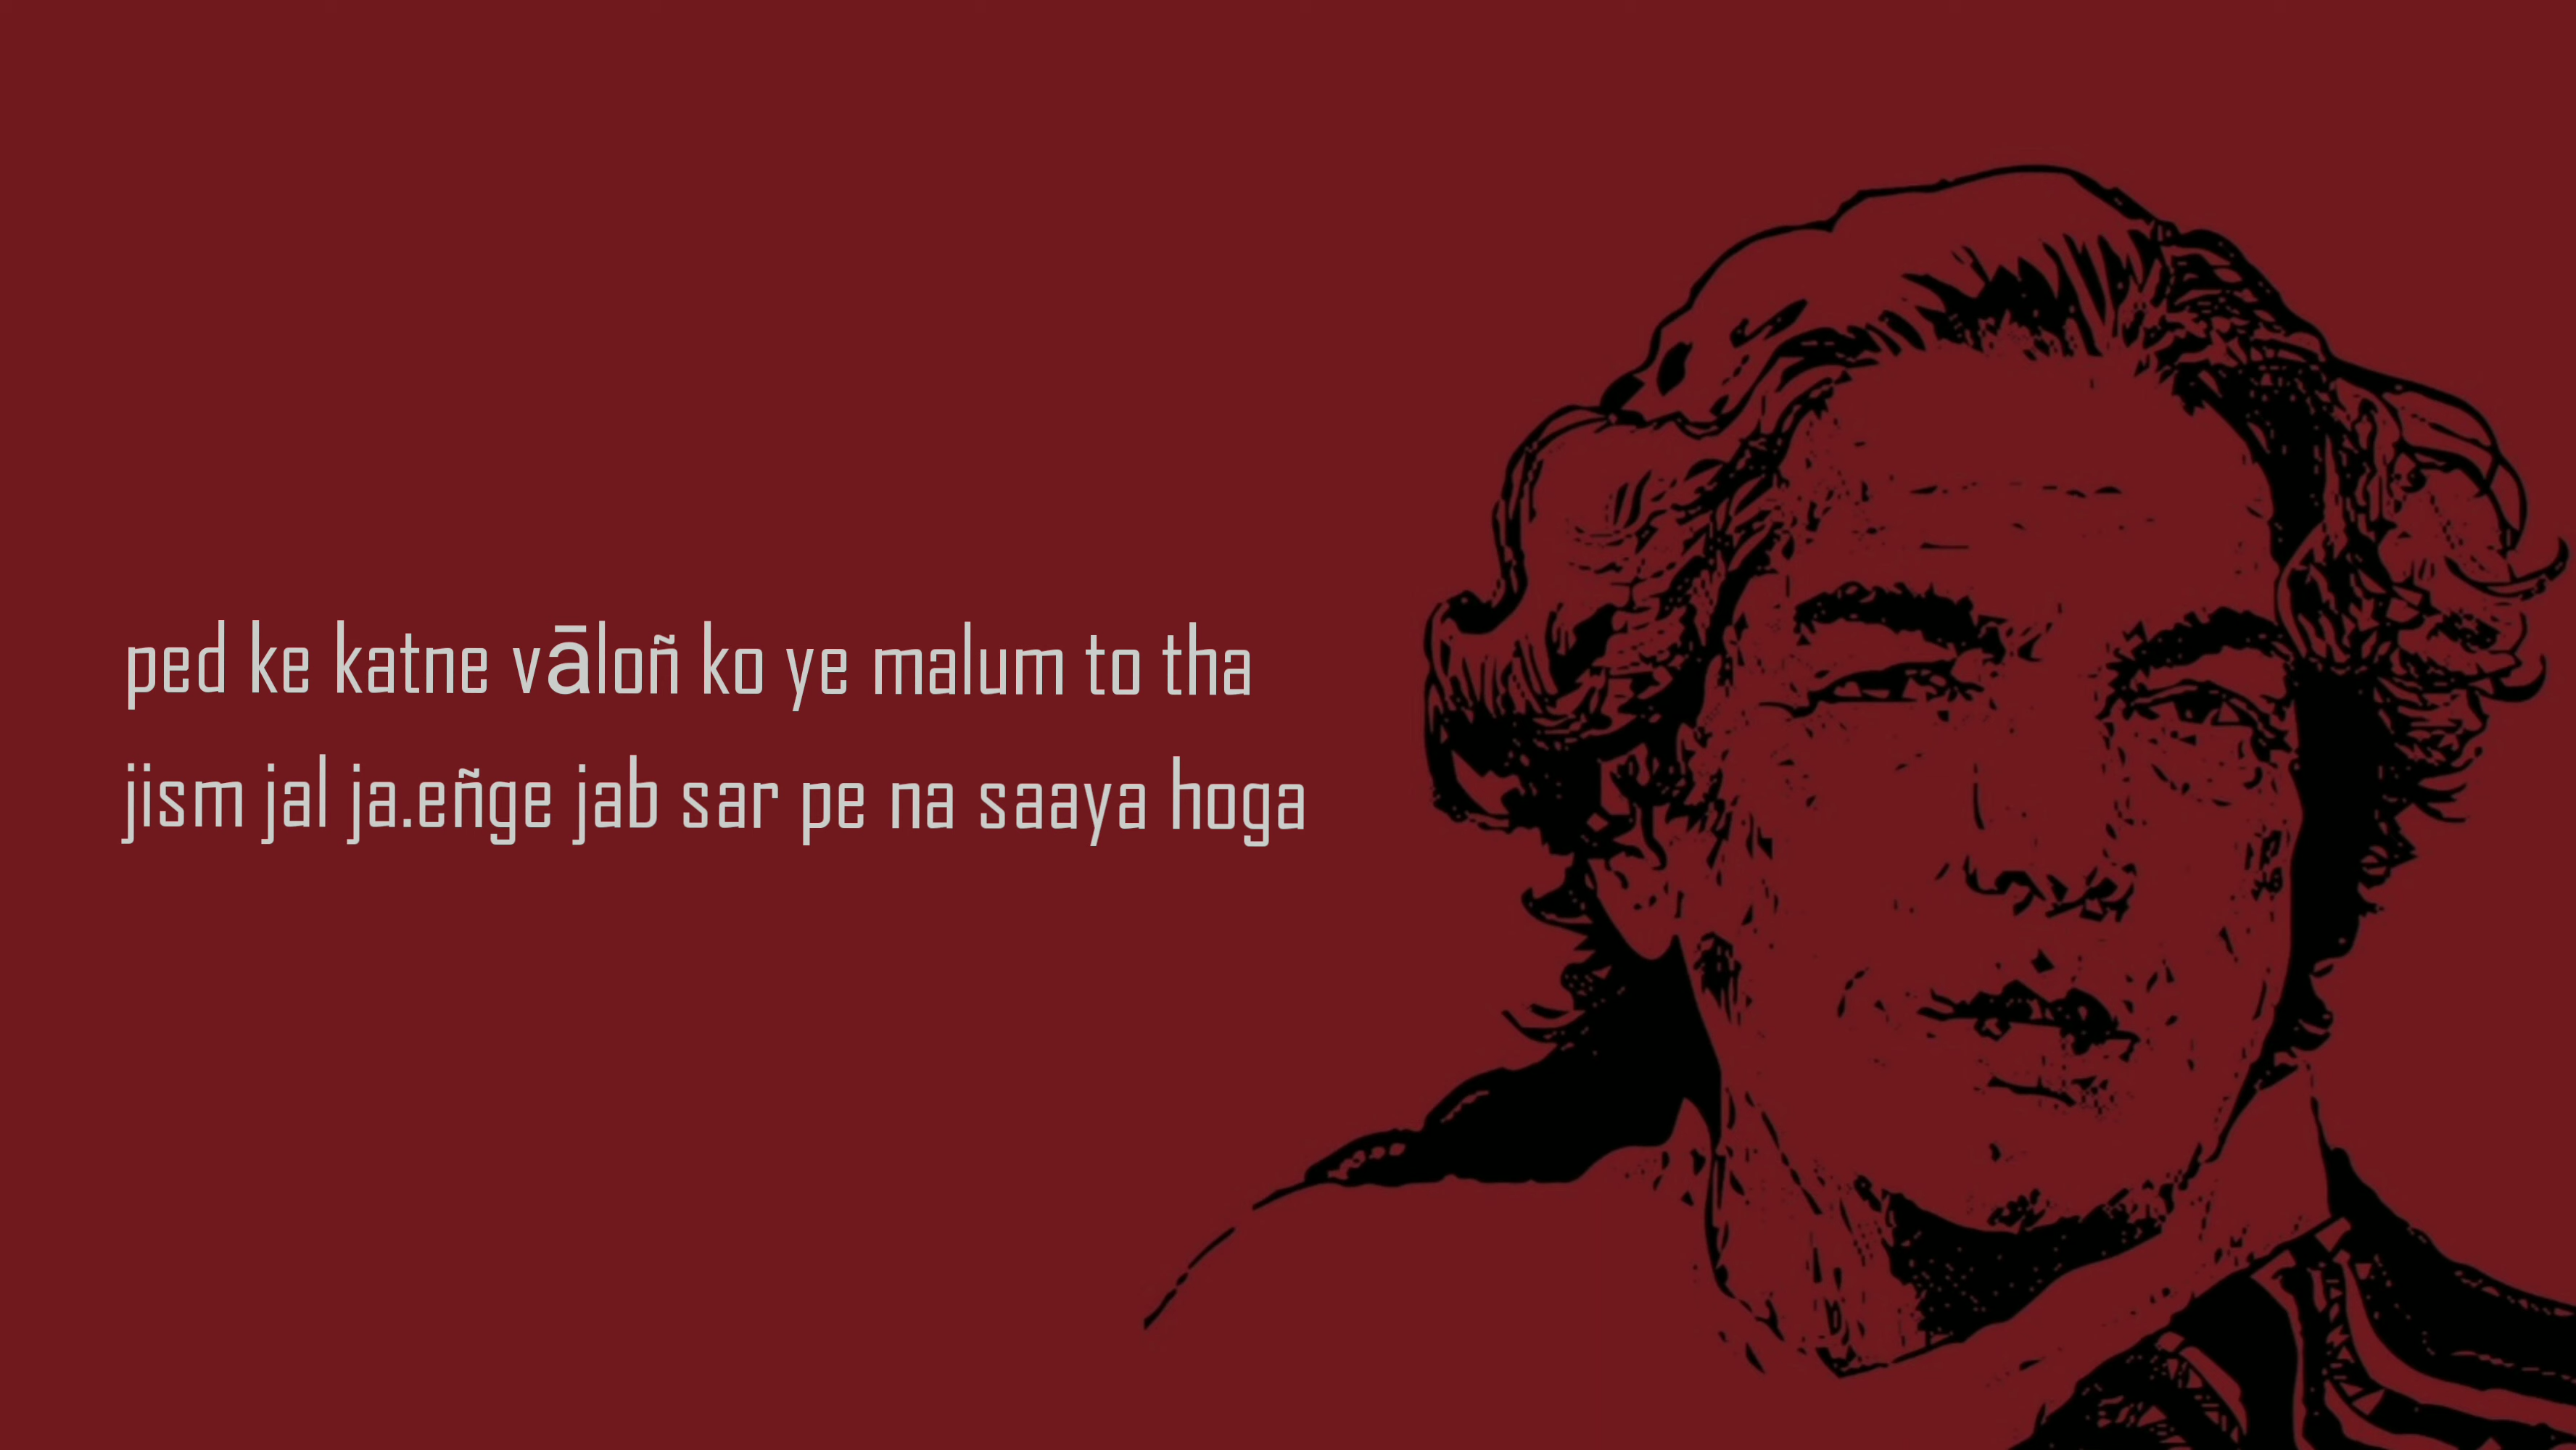 ped ke katne vāloñ ko ye malum to tha
jism jal ja.eñge jab sar pe na saaya hoga